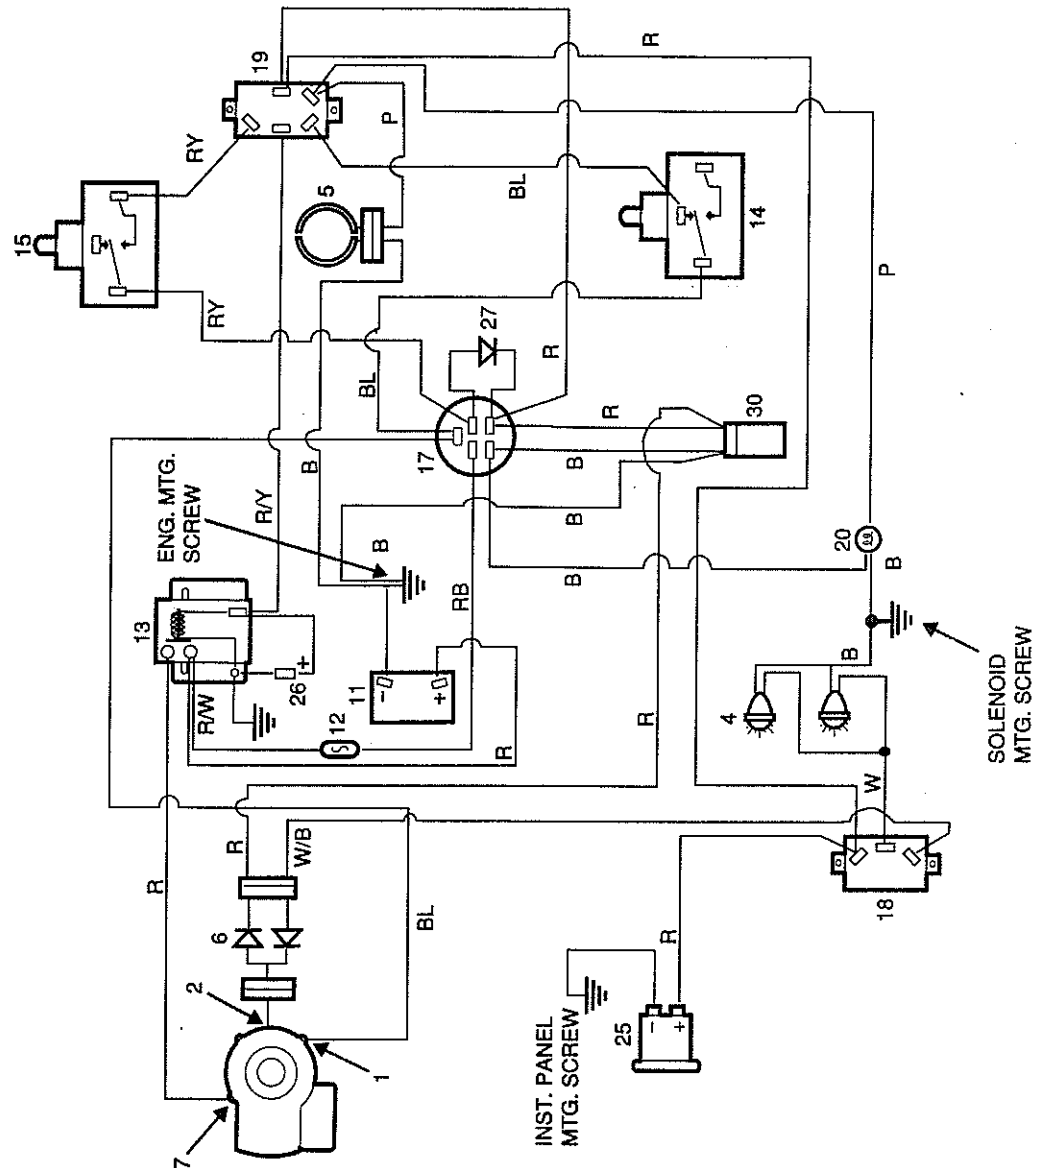 15
13
R
7
ENG. MTG.
SCREW
2
RY
R/W
6
RY
R
R/Y
19
W/B
26
+
B
5
11
- +
12
BL
1
B
P
BL
17
RB
27
R
BL
INST. PANEL
MTG. SCREW
R
B
B
B
R
25
- +
R
R
R
4
30
14
20
B
W
18
P
B
SOLENOID
MTG. SCREW